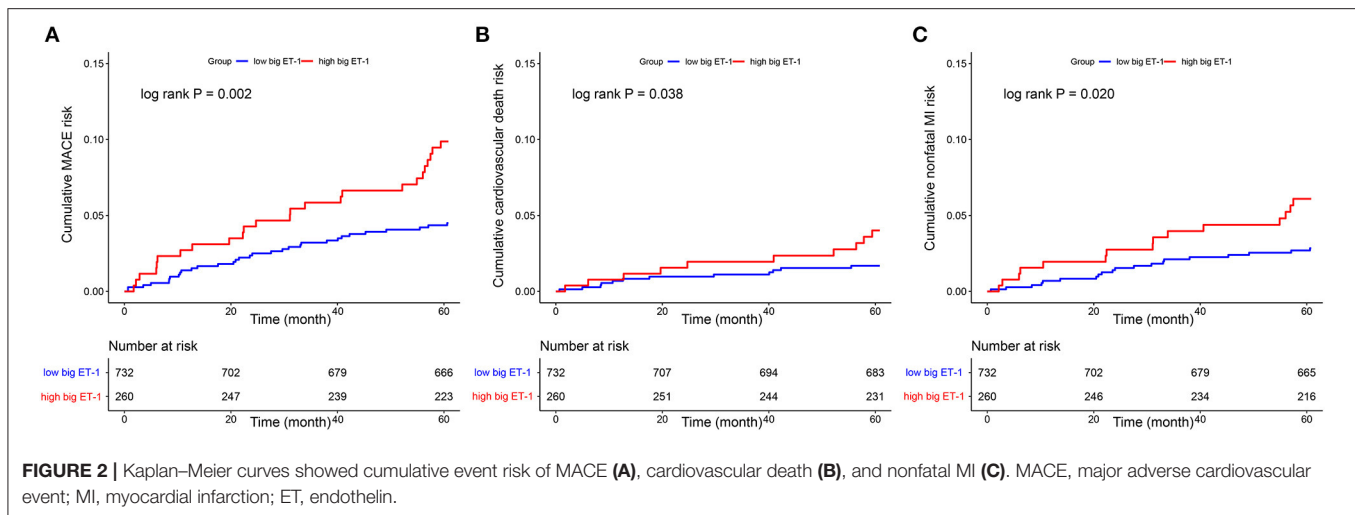 A
Group low big ET-1 high big ET-1
log rank P = 0.002
Cumulative MACE risk
0.15
0.10
0.05
0.00
0 20 40 60
Time (month)
Number at risk
low big ET-1 732 702 679 666
high big ET-1 260 247 239 223
0 20 40 60
Time (month)
B
Group low big ET-1 high big ET-1
log rank P = 0.038
Cumulative cardiovascular death risk
0.15
0.10
0.05
0.00
0 20 40 60
Time (month)
Number at risk
low big ET-1 732 707 694 683
high big ET-1 260 251 244 231
0 20 40 60
Time (month)
C
Group low big ET-1 high big ET-1
log rank P = 0.020
Cumulative nonfatal MI risk
0.15
0.10
0.05
0.00
0 20 40 60
Time (month)
Number at risk
low big ET-1 732 702 679 665
high big ET-1 260 246 234 216
0 20 40 60
Time (month)
FIGURE 2 | Kaplan–Meier curves showed cumulative event risk of MACE (A), cardiovascular death (B), and nonfatal MI (C). MACE, major adverse cardiovascular
event; MI, myocardial infarction; ET, endothelin.